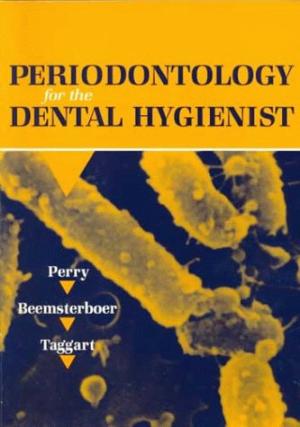 PERIODONTOLOGY
for the
DENTAL HYGIENIST
Perry
Beemsterboer
Taggart